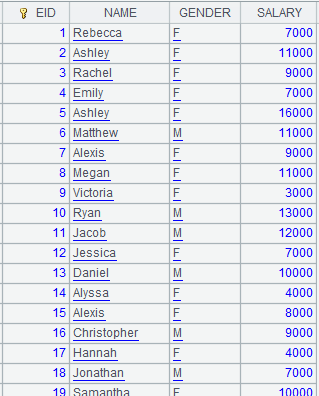 EID NAME GENDER SALARY
1 Rebecca F 7000
2 Ashley F 11000
3 Rachel F 9000
4 Emily F 7000
5 Ashley F 16000
6 Matthew M 11000
7 Alexis F 9000
8 Megan F 11000
9 Victoria F 3000
10 Ryan M 13000
11 Jacob M 12000
12 Jessica F 7000
13 Daniel M 10000
14 Alyssa F 4000
15 Alexis F 8000
16 Christopher M 9000
17 Hannah F 4000
18 Jonathan M 7000
19 Samantha F 10000